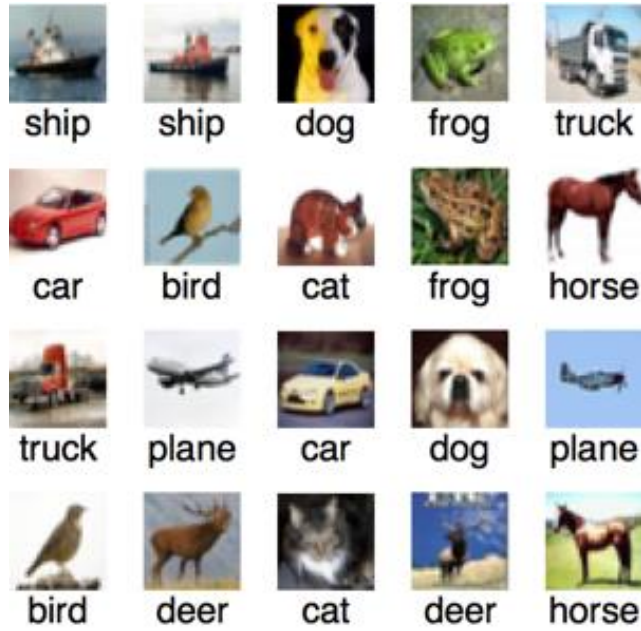 ship ship dog frog truck
car bird cat frog horse
truck plane car dog plane
bird deer cat deer horse